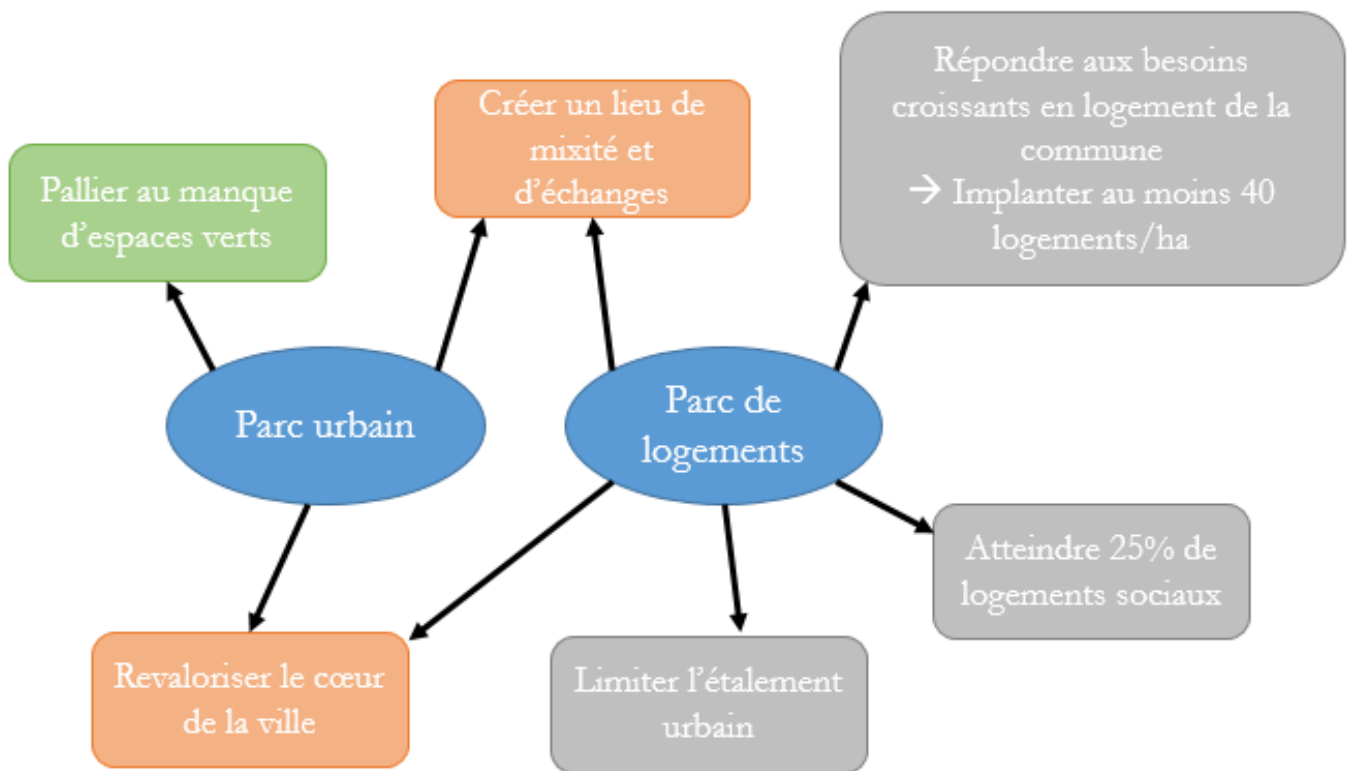 Répondre aux besoins
croissants en logement de la
commune
→ Implanter au moins 40
logements/ha
Créer un lieu de
mixité et
d’échanges
Pallier au manque
d’espaces verts
Parc urbain
Parc de
logements
Atteindre 25% de
logements sociaux
Revaloriser le cœur
de la ville
Limiter l’étalement
urbain